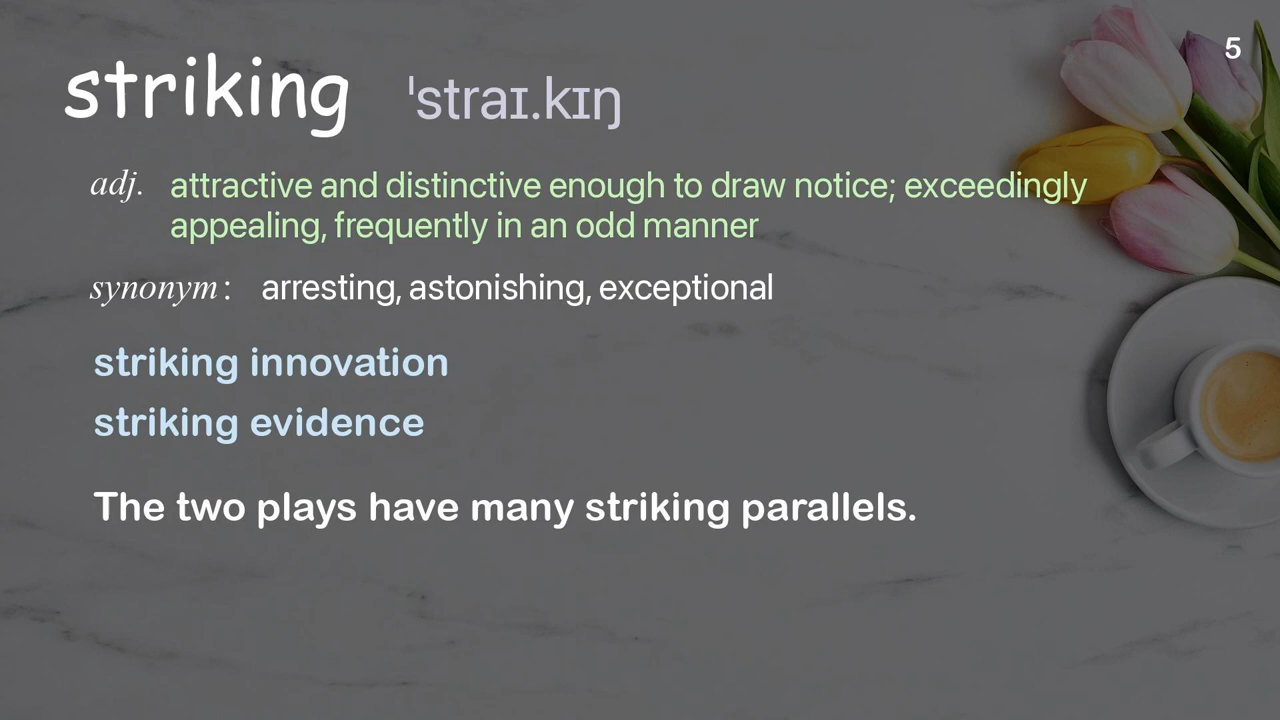 5
striking ˈstraɪ.kɪŋ
adj. attractive and distinctive enough to draw notice; exceedingly
appealing, frequently in an odd manner
synonym: arresting, astonishing, exceptional
striking innovation
striking evidence
The two plays have many striking parallels.